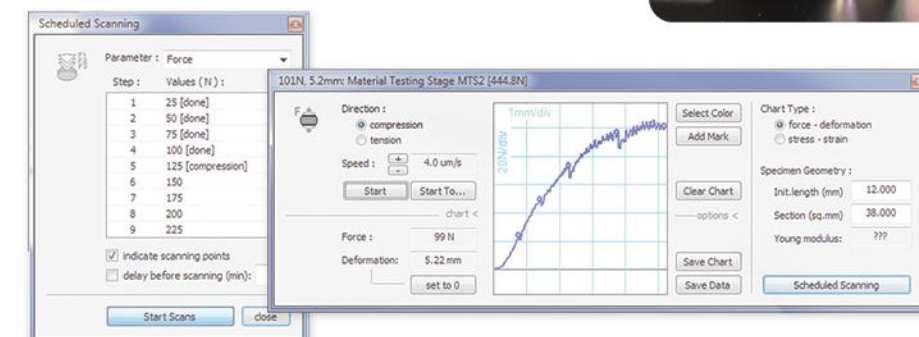 Scheduled Scanning
Parameter : Force
Step : Values ( N ) :
1 25 [done]
2 50 [done]
3 75 [done]
4 100 [done]
5 125 [compression]
6 150
7 175
8 200
9 225
indicate scanning points
delay before scanning (min):
Start Scans close
101N, 5.2mm: Material Testing Stage MTS2 [444.8N]
F
Direction :
compression
tension
Speed : + - 4.0 um/s
Start Start To...
chart <
Force : 99 N
Deformation: 5.22 mm
set to 0
1mm/div
20N/div
Select Color
Add Mark
Clear Chart
options <
Save Chart
Save Data
Chart Type :
force - deformation
stress - strain
Specimen Geometry :
Init.length (mm) 12.000
Section (sq.mm) 38.000
Young modulus: ???
Scheduled Scanning